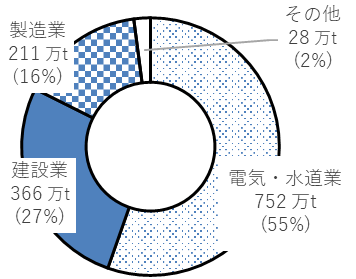 その他
28 万t
(2%)
製造業
211 万t
(16%)
建設業
366 万t
(27%)
電気・水道業
752 万t
(55%)